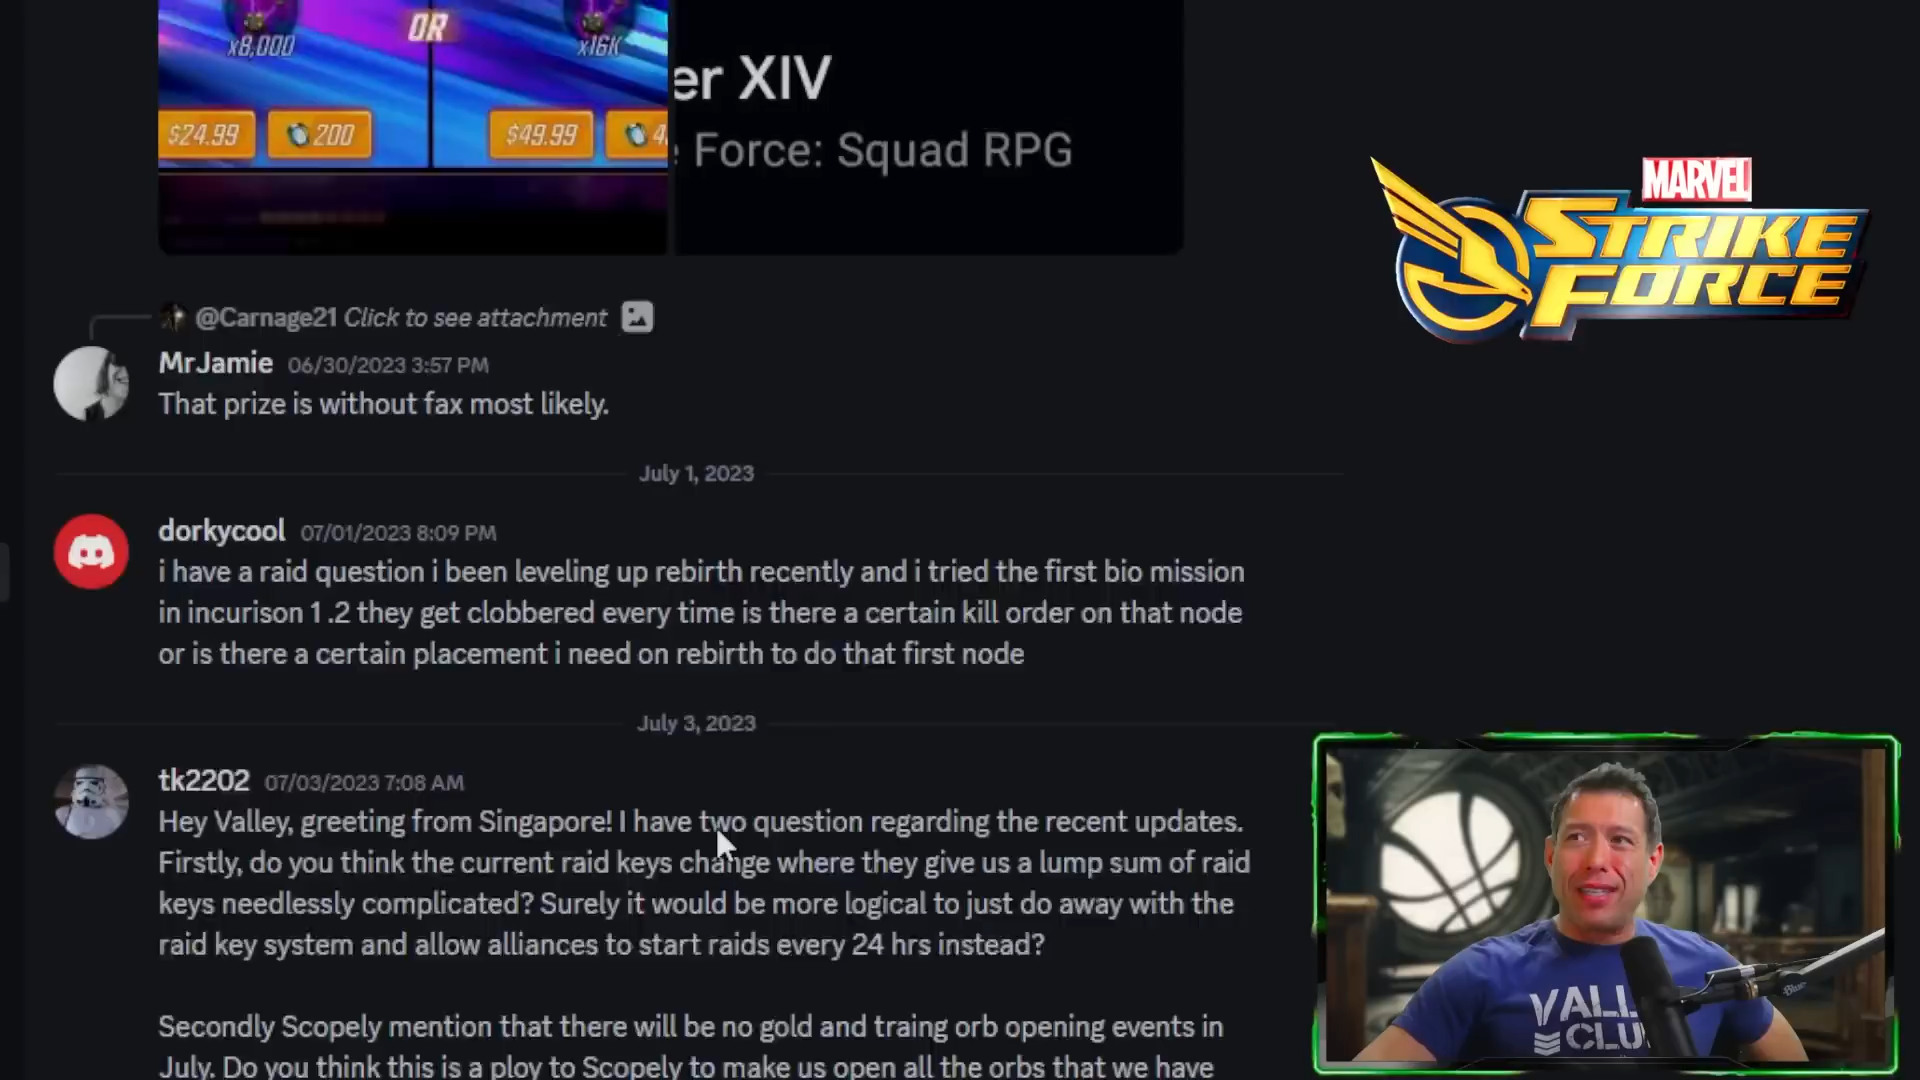 x8,000
OR
x16K
$24.99
200
$49.99
4
er XIV
Force: Squad RPG
MARVEL
STRIKE
FORCE
@Carnage21 Click to see attachment
MrJamie 06/30/2023 3:57 PM
That prize is without fax most likely.
July 1, 2023
dorkycool 07/01/2023 8:09 PM
i have a raid question i been leveling up rebirth recently and i tried the first bio mission
in incurison 1 .2 they get clobbered every time is there a certain kill order on that node
or is there a certain placement i need on rebirth to do that first node
July 3, 2023
tk2202 07/03/2023 7:08 AM
Hey Valley, greeting from Singapore! I have two question regarding the recent updates.
Firstly, do you think the current raid keys change where they give us a lump sum of raid
keys needlessly complicated? Surely it would be more logical to just do away with the
raid key system and allow alliances to start raids every 24 hrs instead?
Secondly Scopely mention that there will be no gold and traing orb opening events in
July. Do you think this is a ploy to Scopely to make us open all the orbs that we have
VALL
CLU
Blue